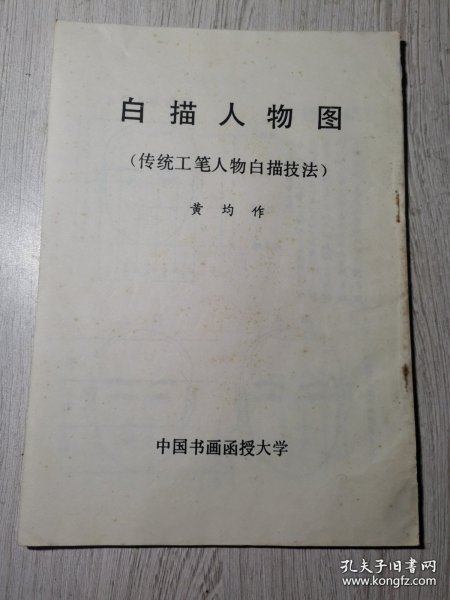 白描人物图
（传统工笔人物白描技法）
黄均作
中国书画函授大学
孔夫子旧书网
www.kongfz.com